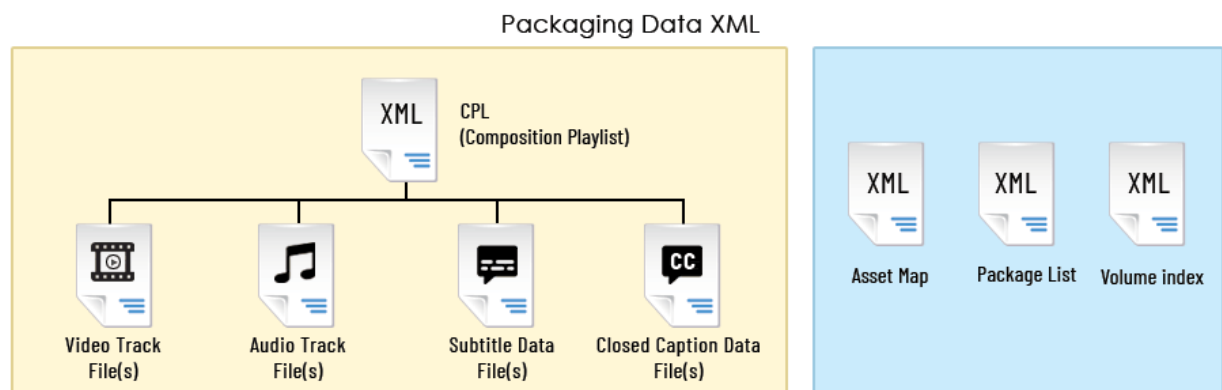 Packaging Data XML
XML
CPL
(Composition Playlist)
CC
Video Track
File(s)
Audio Track
File(s)
Subtitle Data
File(s)
Closed Caption Data
File(s)
XML
XML
XML
Asset Map
Package List
Volume index